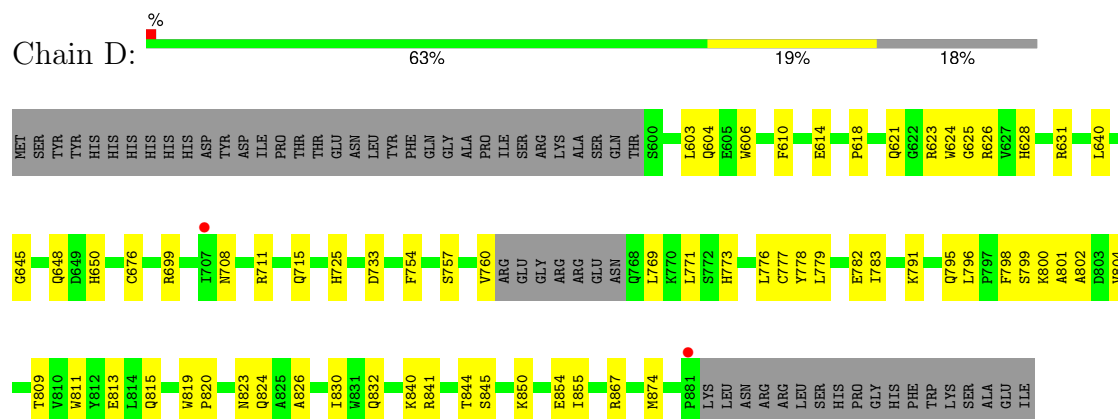 %
Chain D:
63% 19% 18%
MET SER TYR TYR HIS HIS HIS HIS HIS HIS ASP TYR ASP ILE PRO THR THR GLU ASN LEU TYR PHE GLN GLY ALA PRO ILE SER ARG LYS ALA SER GLN THR S600 L603 Q604 E605 W606 F610 E614 P618 Q621 G622 R623 W624 G625 R626 V627 H628 R631 L640
G645 Q648 D649 H650 C676 R699 I707 N708 R711 Q715 H725 D733 F754 S757 V760 ARG GLU GLY ARG ARG GLU ASN Q768 L769 K770 L771 S772 H773 L776 C777 Y778 L779 E782 I783 K791 Q795 L796 P797 F798 S799 K800 A801 A802 D803 V804
T809 V810 W811 Y812 E813 L814 Q815 W819 P820 N823 Q824 A825 A826 I830 W831 Q832 K840 R841 T844 S845 K850 E854 I855 R867 M874 P881 LYS LEU ASN ARG ARG CYS LEU SER HIS PRO GLY HIS PHE TRP LYS SER ALA GLU ILE